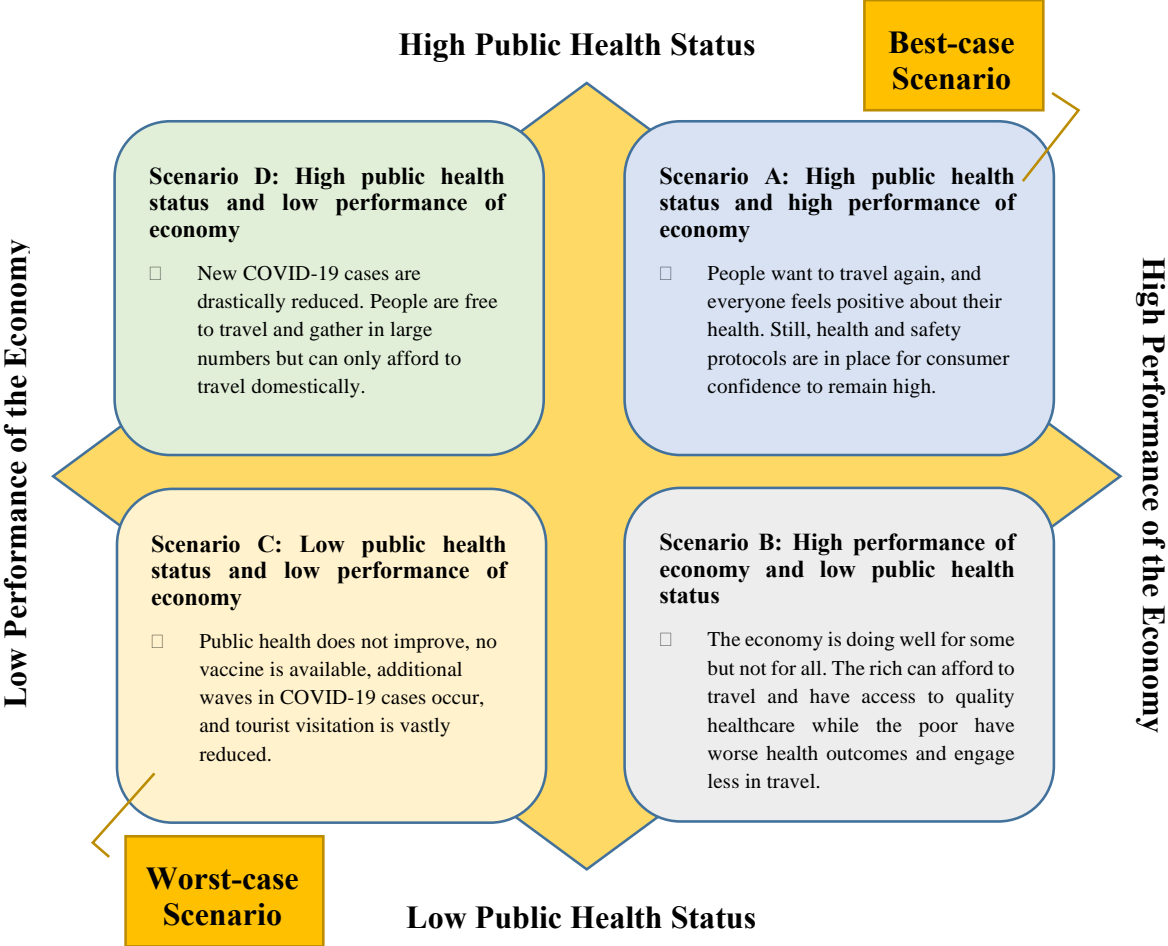 High Public Health Status
Best-case
Scenario
Low Performance of the Economy
Scenario D: High public health
status and low performance of
economy
□ New COVID-19 cases are
drastically reduced. People are free
to travel and gather in large
numbers but can only afford to
travel domestically.
Scenario A: High public health
status and high performance of
economy
□ People want to travel again, and
everyone feels positive about their
health. Still, health and safety
protocols are in place for consumer
confidence to remain high.
High Performance of the Economy
Scenario C: Low public health
status and low performance of
economy
□ Public health does not improve, no
vaccine is available, additional
waves in COVID-19 cases occur,
and tourist visitation is vastly
reduced.
Scenario B: High performance of
economy and low public health
status
□ The economy is doing well for some
but not for all. The rich can afford to
travel and have access to quality
healthcare while the poor have
worse health outcomes and engage
less in travel.
Worst-case
Scenario
Low Public Health Status